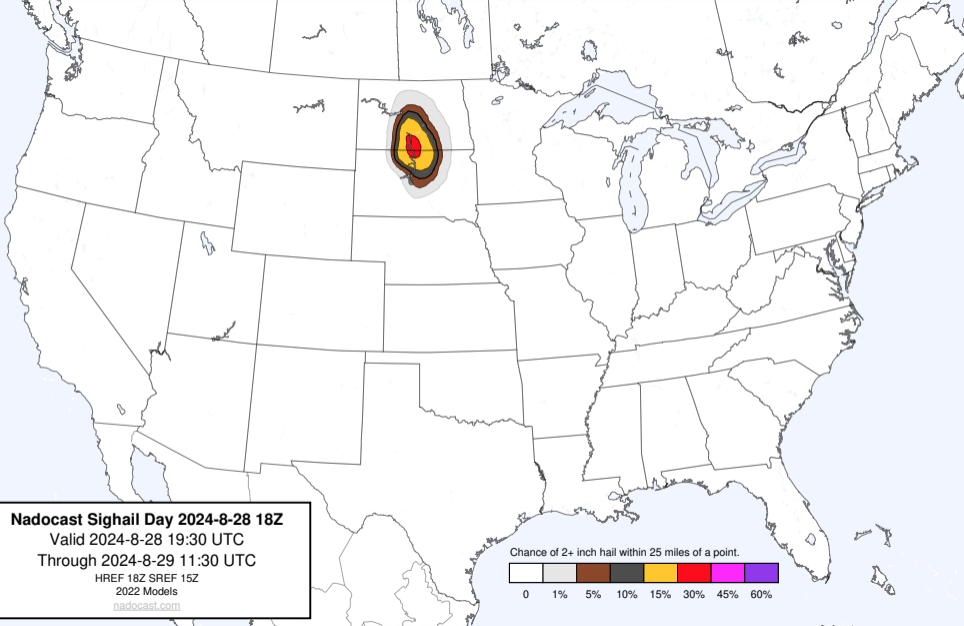 Nadocast Sighail Day 2024-8-28 18Z
Valid 2024-8-28 19:30 UTC
Through 2024-8-29 11:30 UTC
HREF 18Z SREF 15Z
2022 Models
nadocast.com
Chance of 2+ inch hail within 25 miles of a point.
0 1% 5% 10% 15% 30% 45% 60%